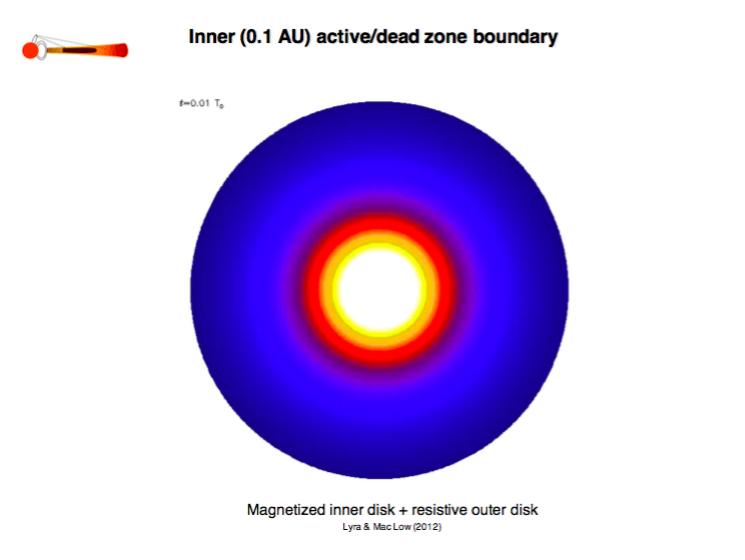 Inner (0.1 AU) active/dead zone boundary
t=0.01 T₀
Magnetized inner disk + resistive outer disk
Lyra & Mac Low (2012)